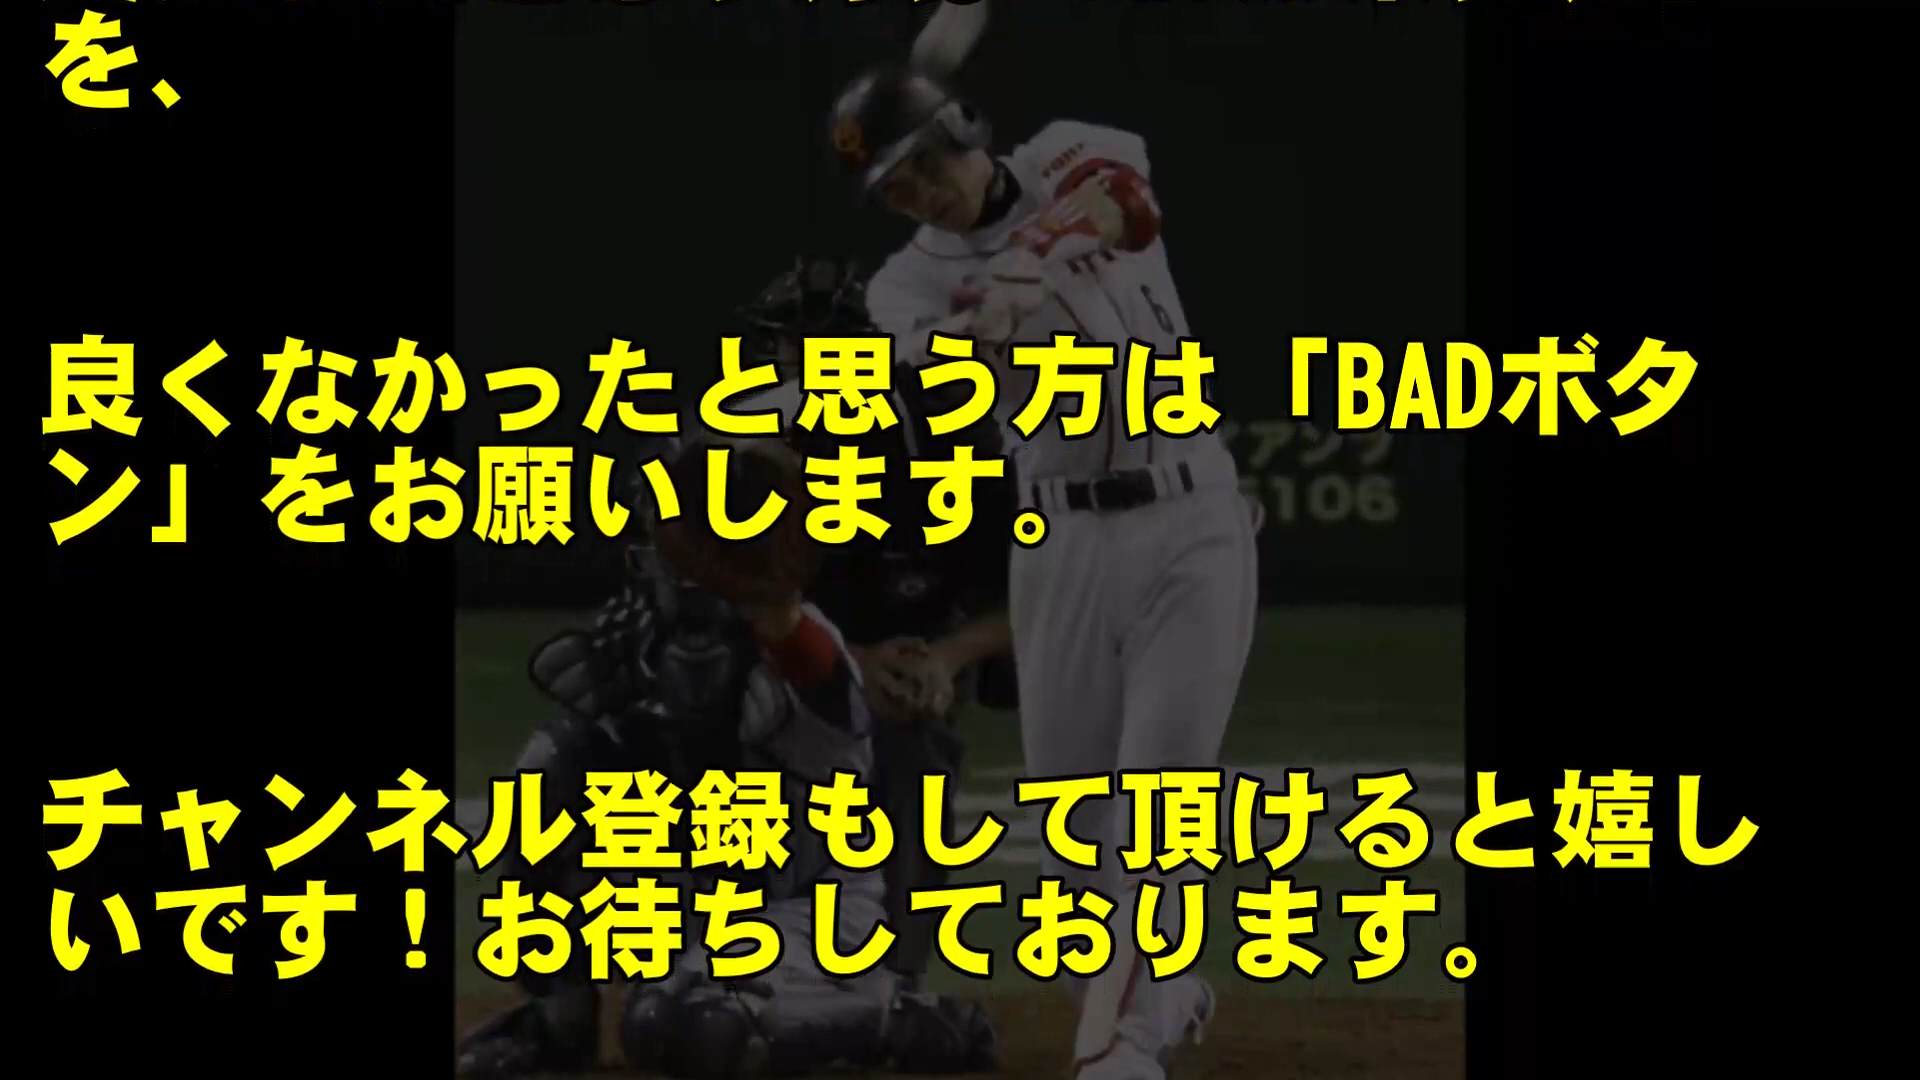 を、
良くなかったと思う方は「BADボタ
ン」をお願いします。
6
106
チャンネル登録もして頂けると嬉し
いです！お待ちしております。